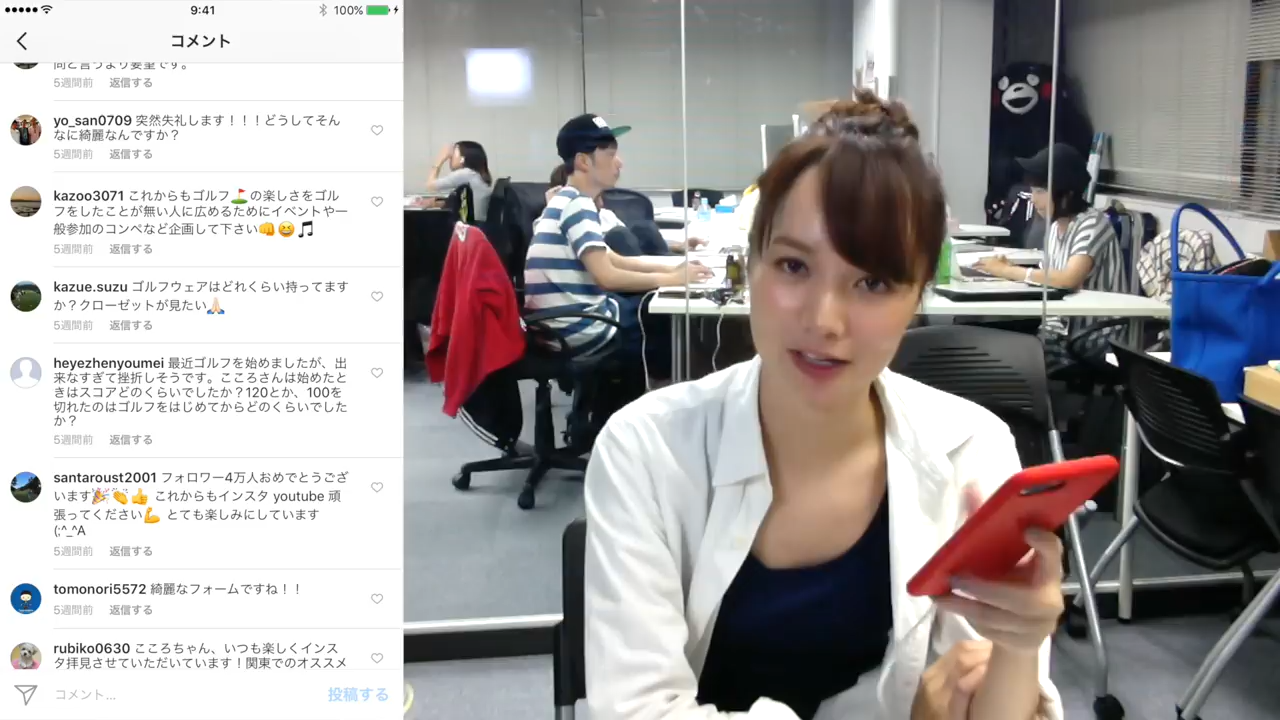 9:41
100%
コメント
問と言うより要望です。
5週間前 返信する
yo_san0709 突然失礼します！！！どうしてそん
なに綺麗なんですか？
5週間前 返信する
kazoo3071 これからもゴルフ⛳の楽しさをゴル
フをしたことが無い人に広めるためにイベントや一
般参加のコンペなど企画して下さい👊😆🎵
5週間前 返信する
kazue.suzu ゴルフウェアはどれくらい持ってます
か？クローゼットが見たい🙏🏻
5週間前 返信する
heyezhenyoumei 最近ゴルフを始めましたが、出
来なすぎて挫折しそうです。こころさんは始めたと
きはスコアどのくらいでしたか？120とか、100を
切れたのはゴルフをはじめてからどのくらいでした
か？
5週間前 返信する
santaroust2001 フォロワー4万人おめでとうござ
います🎉👏👍 これからもインスタ youtube 頑
張ってください💪 とても楽しみにしています
(;^_^A
5週間前 返信する
tomonori5572 綺麗なフォームですね！！
5週間前 返信する
rubiko0630 こころちゃん、いつも楽しくインス
タ拝見させていただいています！関東でのオススメ
コメント...
投稿する